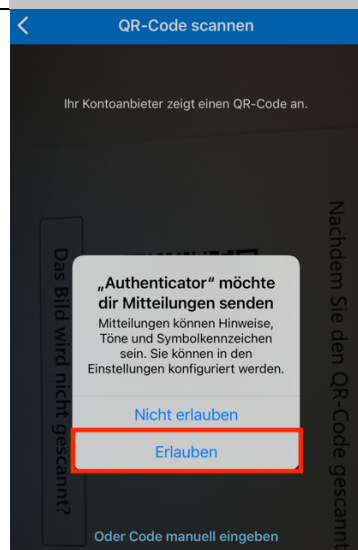 QR-Code scannen
Ihr Kontoanbieter zeigt einen QR-Code an.
Nachdem Sie den QR-Code gescannt
Das Bild wird nicht gescannt?
„Authenticator“ möchte
dir Mitteilungen senden
Mitteilungen können Hinweise,
Töne und Symbolkennzeichen
sein. Sie können in den
Einstellungen konfiguriert werden.
Nicht erlauben
Erlauben
Oder Code manuell eingeben